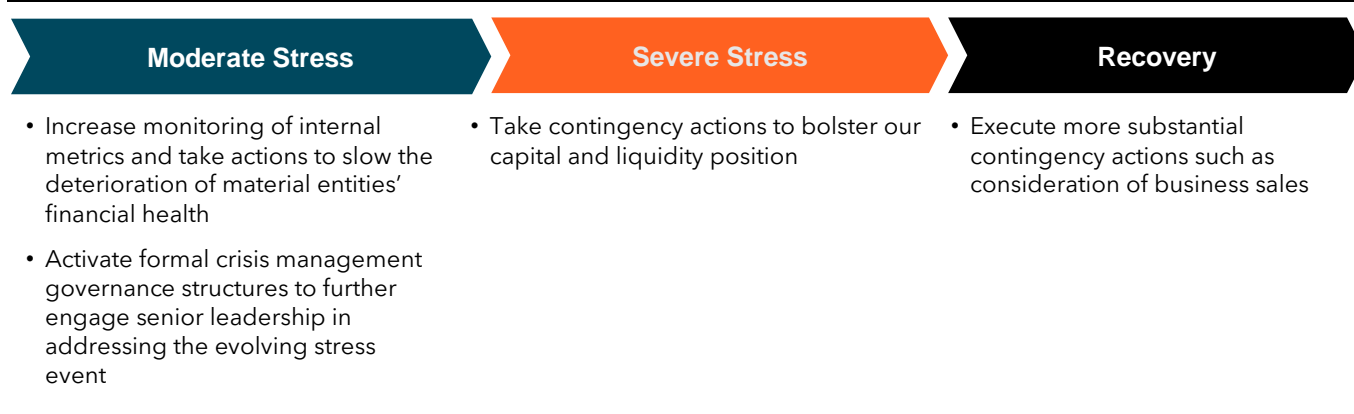 Moderate Stress
Severe Stress
Recovery
• Increase monitoring of internal
metrics and take actions to slow the
deterioration of material entities’
financial health
• Activate formal crisis management
governance structures to further
engage senior leadership in
addressing the evolving stress
event
• Take contingency actions to bolster our
capital and liquidity position
• Execute more substantial
contingency actions such as
consideration of business sales